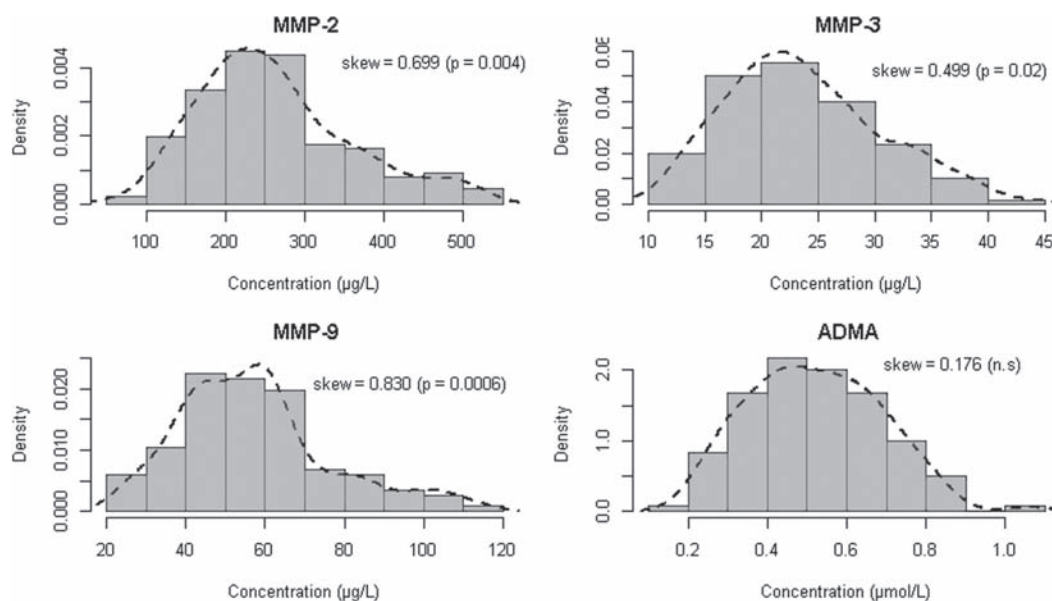 MMP-2
skew = 0.699 (p = 0.004)
Density
0.000
0.002
0.004
100 200 300 400 500
Concentration (µg/L)
MMP-3
skew = 0.499 (p = 0.02)
Density
0.00
0.02
0.04
10 15 20 25 30 35 40 45
Concentration (µg/L)
MMP-9
skew = 0.830 (p = 0.0006)
Density
0.000
0.010
0.020
20 40 60 80 100 120
Concentration (µg/L)
ADMA
skew = 0.176 (n.s)
Density
0.0
1.0
2.0
0.2 0.4 0.6 0.8 1.0
Concentration (µmol/L)